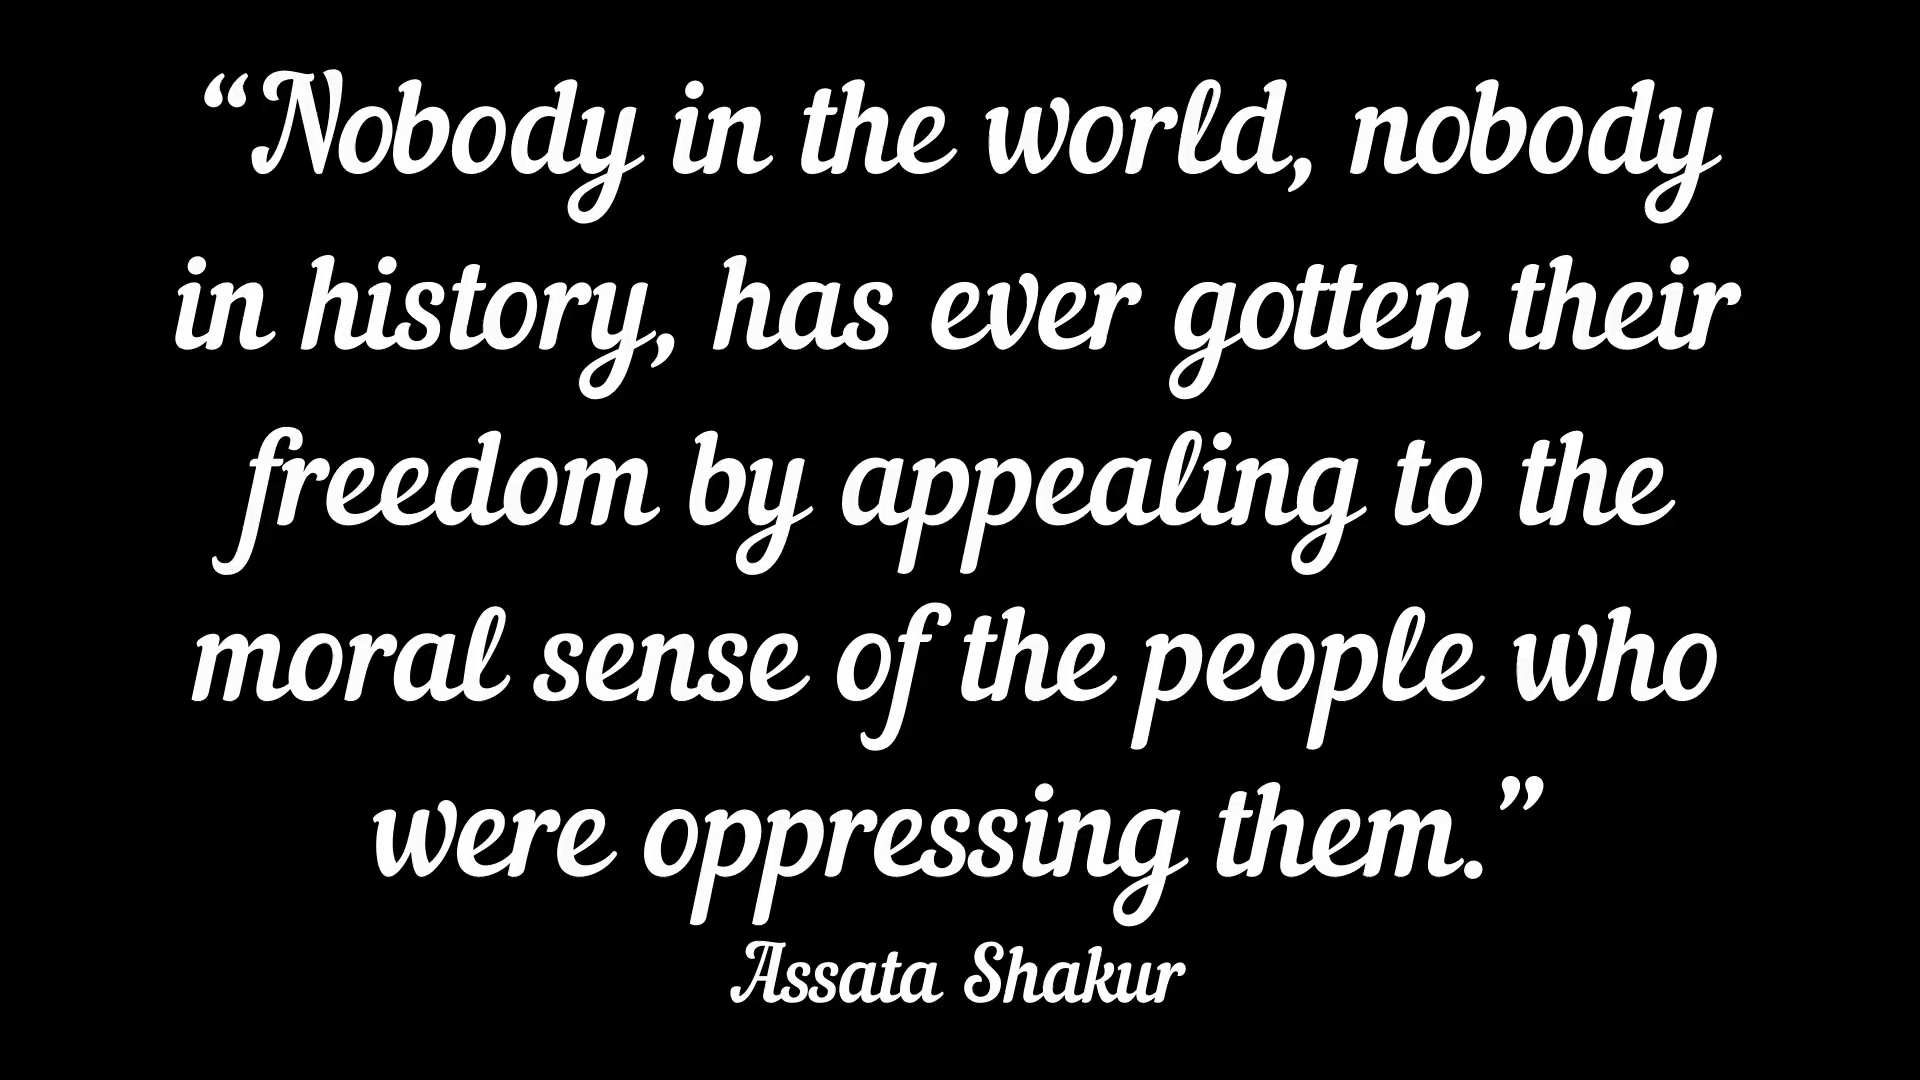 “Nobody in the world, nobody
in history, has ever gotten their
freedom by appealing to the
moral sense of the people who
were oppressing them.”
Assata Shakur